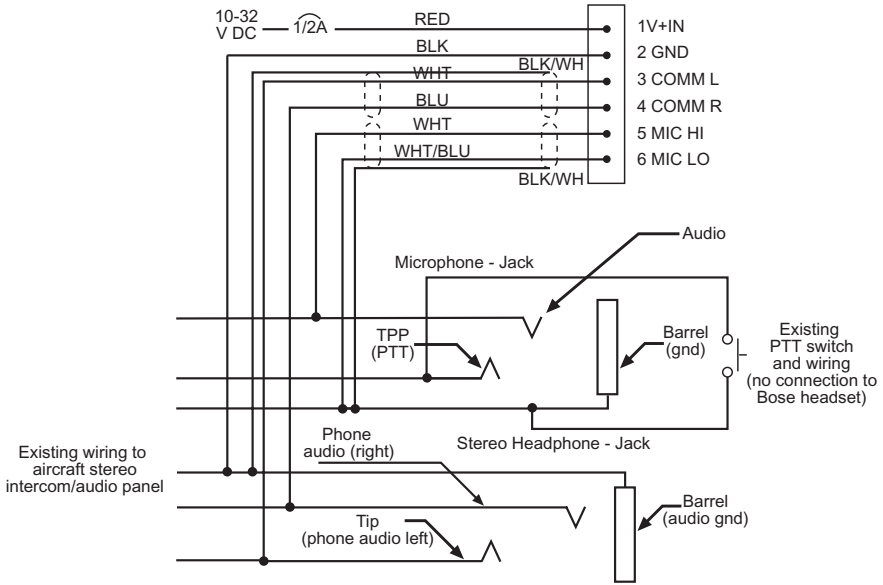 10-32
V DC
1/2A
RED
1V+IN
BLK
2 GND
BLK/WH
WHT
3 COMM L
BLU
4 COMM R
WHT
5 MIC HI
WHT/BLU
6 MIC LO
BLK/WH
Audio
Microphone - Jack
TPP
(PTT)
Barrel
(gnd)
Existing
PTT switch
and wiring
(no connection to
Bose headset)
Phone
audio (right)
Stereo Headphone - Jack
Existing wiring to
aircraft stereo
intercom/audio panel
Tip
(phone audio left)
Barrel
(audio gnd)